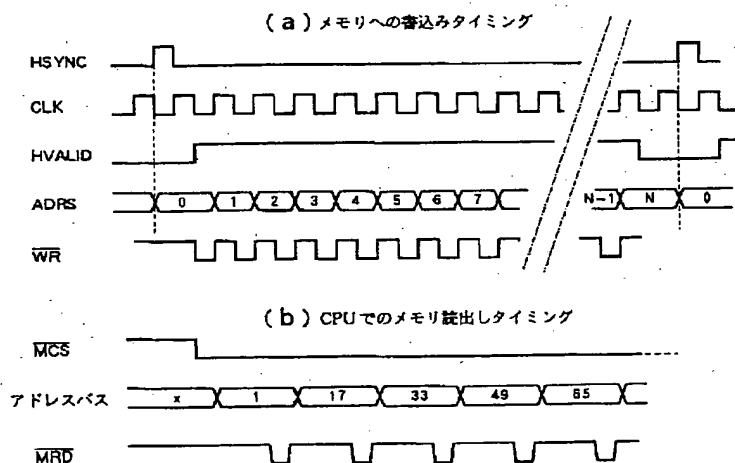 (a) メモリへの書込みタイミング
HSYNC
CLK
HVALID
ADRS 0 1 2 3 4 5 6 7 N-1 N 0
WR
(b) CPUでのメモリ読出しタイミング
MCS
アドレスバス x 1 17 33 49 65
MRD